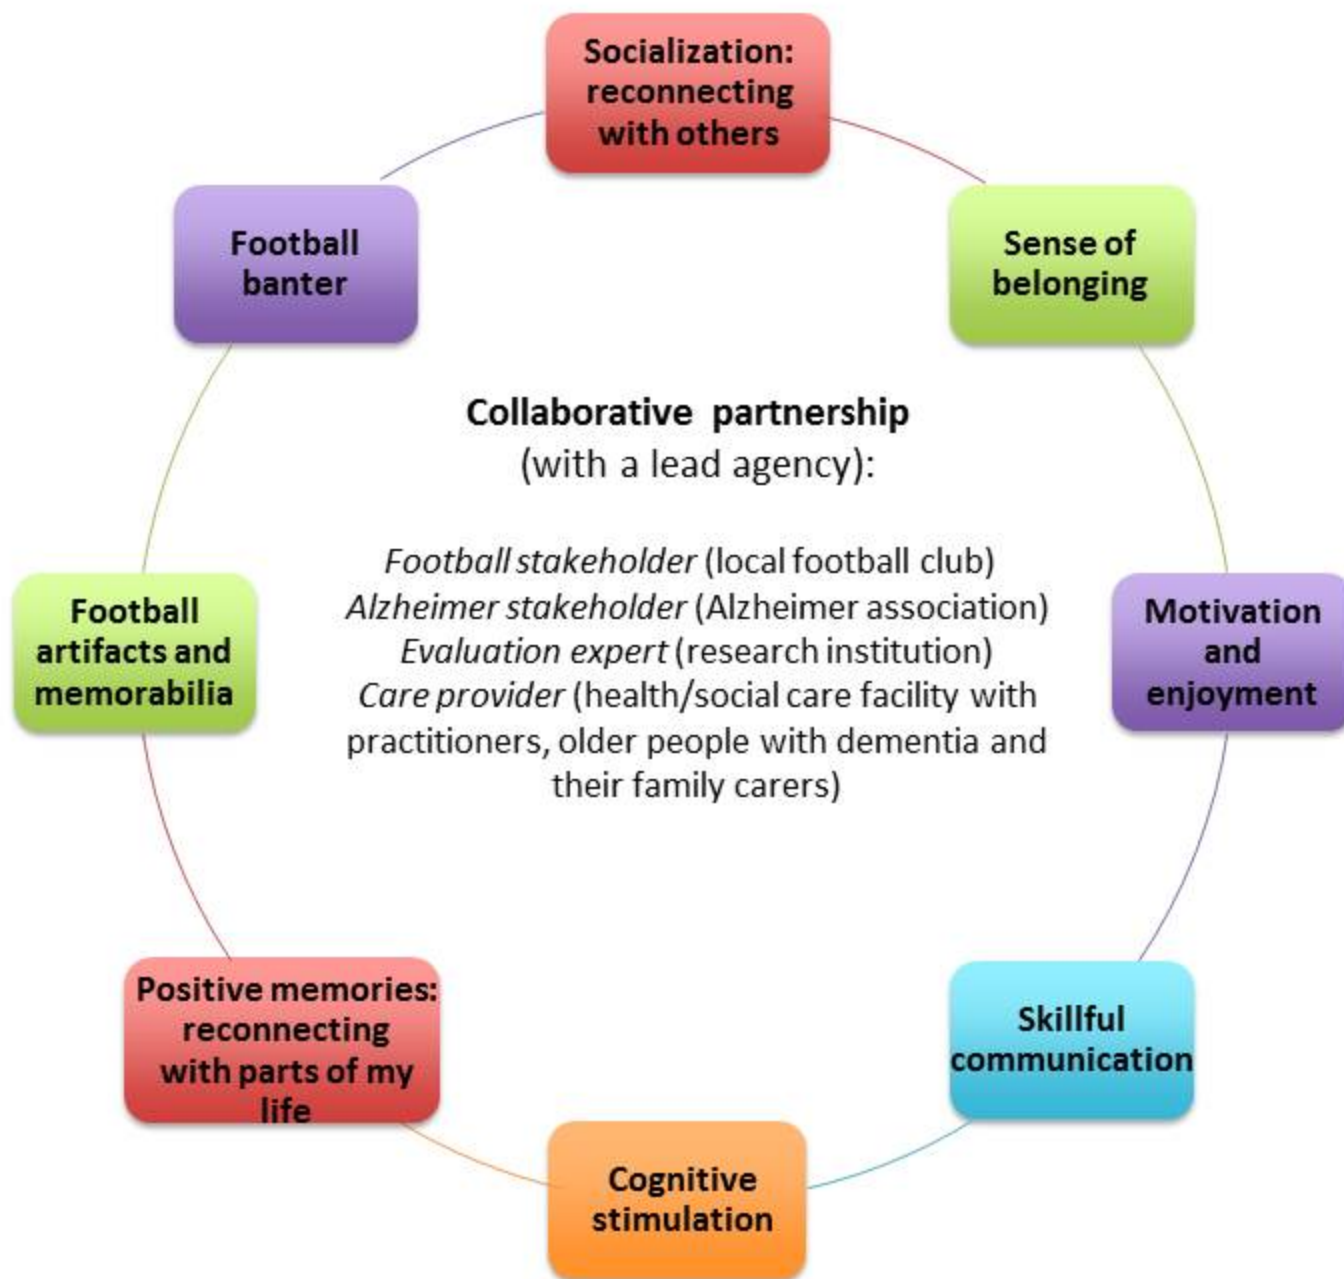 Socialization:
reconnecting
with others
Sense of
belonging
Motivation
and
enjoyment
Skillful
communication
Cognitive
stimulation
Positive memories:
reconnecting
with parts of my
life
Football
artifacts and
memorabilia
Football
banter
Collaborative partnership
(with a lead agency):
Football stakeholder (local football club)
Alzheimer stakeholder (Alzheimer association)
Evaluation expert (research institution)
Care provider (health/social care facility with
practitioners, older people with dementia and
their family carers)